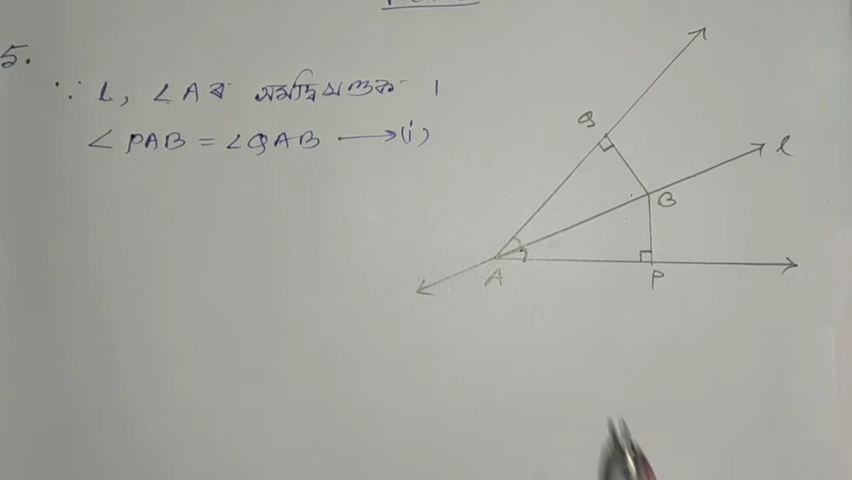 5.
∵ l, ∠A ৰ সমদ্বিখণ্ডক ।
∠PAB = ∠QAB ⟶ (i)
Q
l
B
A
P